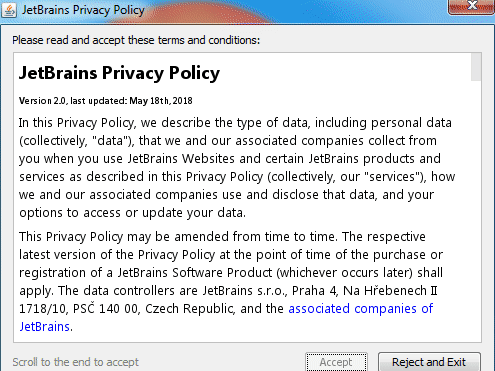 JetBrains Privacy Policy
Please read and accept these terms and conditions:
JetBrains Privacy Policy
Version 2.0, last updated: May 18th, 2018
In this Privacy Policy, we describe the type of data, including personal data
(collectively, "data"), that we and our associated companies collect from
you when you use JetBrains Websites and certain JetBrains products and
services as described in this Privacy Policy (collectively, our "services"), how
we and our associated companies use and disclose that data, and your
options to access or update your data.
This Privacy Policy may be amended from time to time. The respective
latest version of the Privacy Policy at the point of time of the purchase or
registration of a JetBrains Software Product (whichever occurs later) shall
apply. The data controllers are JetBrains s.r.o., Praha 4, Na Hřebenech II
1718/10, PSČ 140 00, Czech Republic, and the associated companies of
JetBrains.
Scroll to the end to accept
Accept
Reject and Exit